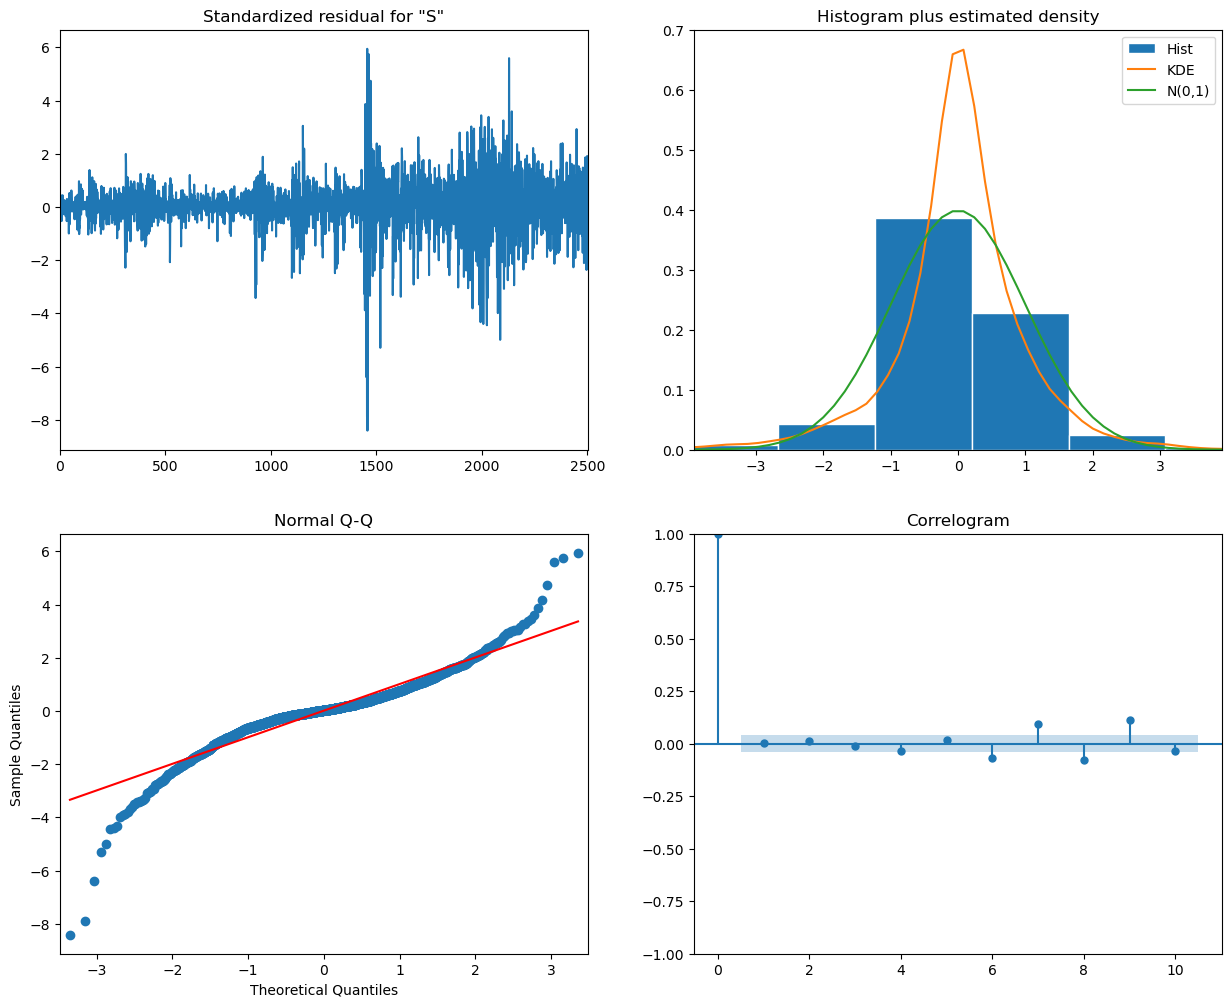 Standardized residual for "S"
6
4
2
0
−2
−4
−6
−8
0 500 1000 1500 2000 2500
Histogram plus estimated density
0.7
0.6
0.5
0.4
0.3
0.2
0.1
0.0
Hist
KDE
N(0,1)
−3 −2 −1 0 1 2 3
Normal Q-Q
Sample Quantiles
6
4
2
0
−2
−4
−6
−8
−3 −2 −1 0 1 2 3
Theoretical Quantiles
Correlogram
1.00
0.75
0.50
0.25
0.00
−0.25
−0.50
−0.75
−1.00
0 2 4 6 8 10